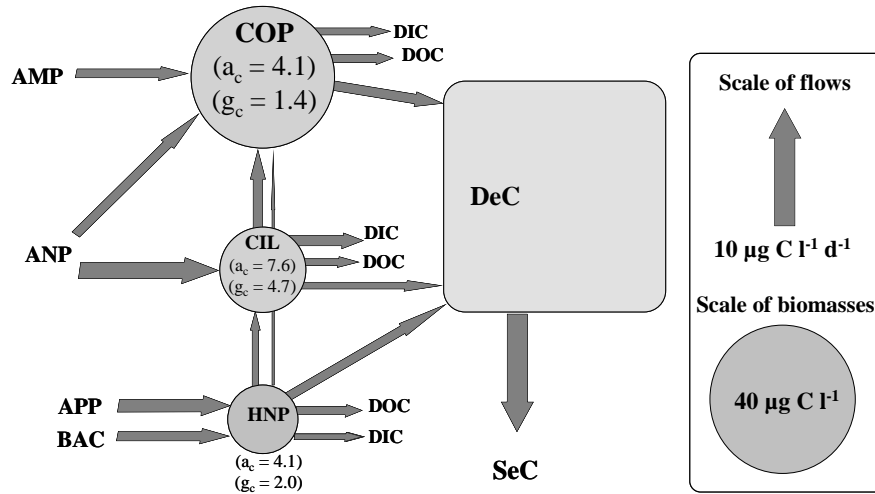 COP
(a_c = 4.1)
(g_c = 1.4)
DIC
DOC
AMP
ANP
CIL
(a_c = 7.6)
(g_c = 4.7)
DIC
DOC
DeC
APP
BAC
HNP
(a_c = 4.1)
(g_c = 2.0)
DOC
DIC
SeC
Scale of flows
10 µg C l⁻¹ d⁻¹
Scale of biomasses
40 µg C l⁻¹